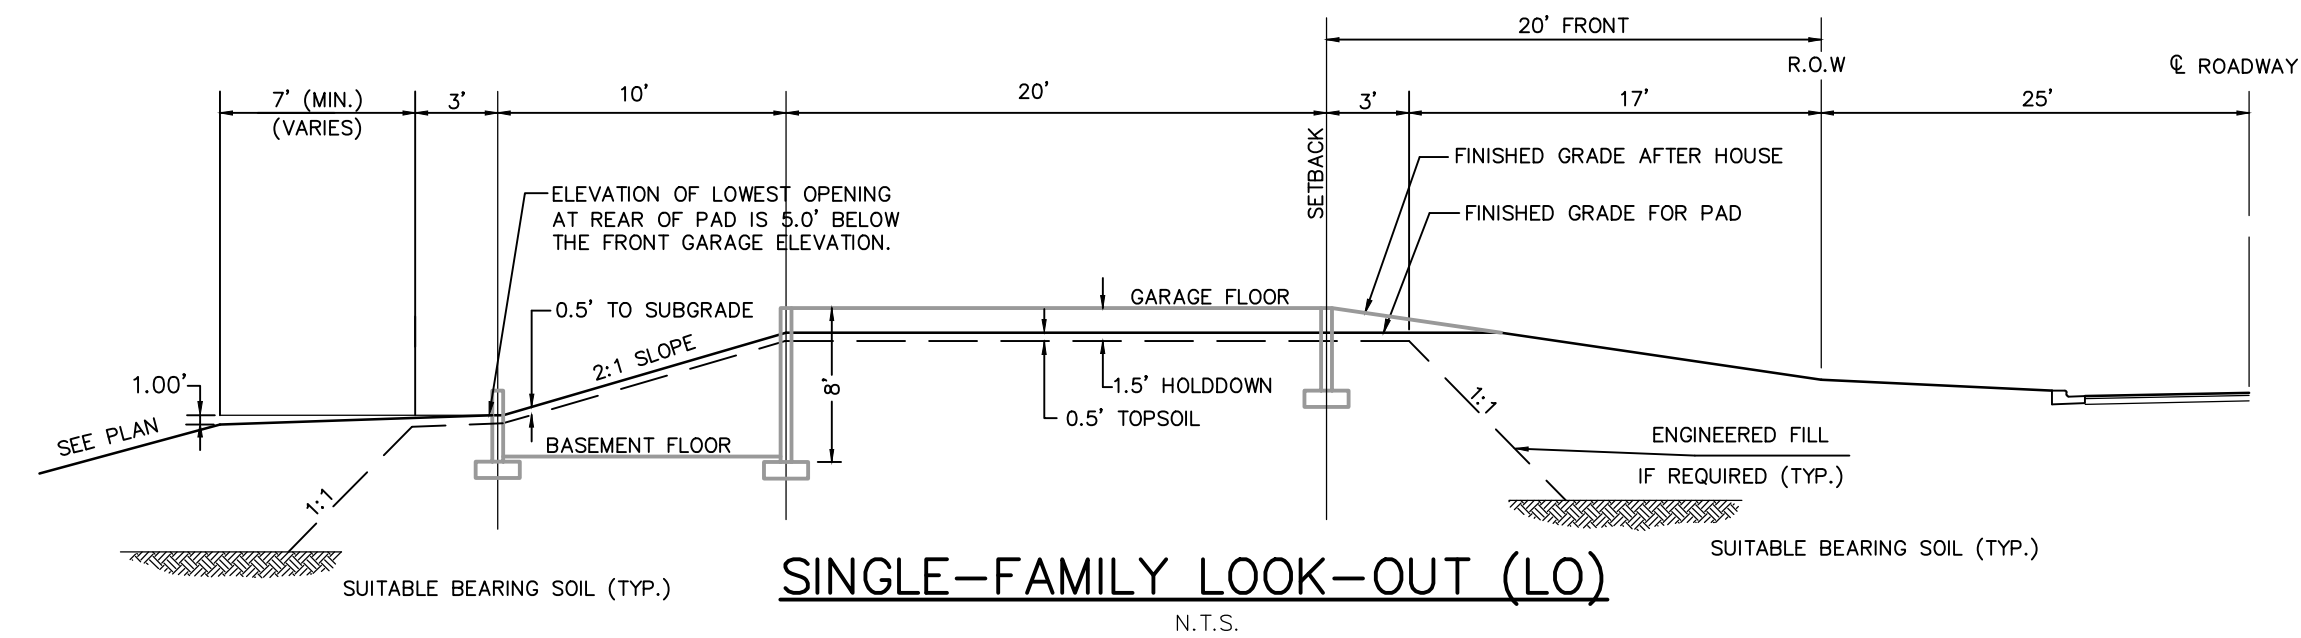 20' FRONT
R.O.W
℄ ROADWAY
7' (MIN.)
(VARIES)
3'
10'
20'
3'
17'
25'
SETBACK
FINISHED GRADE AFTER HOUSE
FINISHED GRADE FOR PAD
ELEVATION OF LOWEST OPENING
AT REAR OF PAD IS 5.0' BELOW
THE FRONT GARAGE ELEVATION.
0.5' TO SUBGRADE
GARAGE FLOOR
2:1 SLOPE
1.00'
8'
1.5' HOLDDOWN
0.5' TOPSOIL
1:1
SEE PLAN
BASEMENT FLOOR
ENGINEERED FILL
IF REQUIRED (TYP.)
1:1
SUITABLE BEARING SOIL (TYP.)
SUITABLE BEARING SOIL (TYP.)
SINGLE-FAMILY LOOK-OUT (LO)
N.T.S.